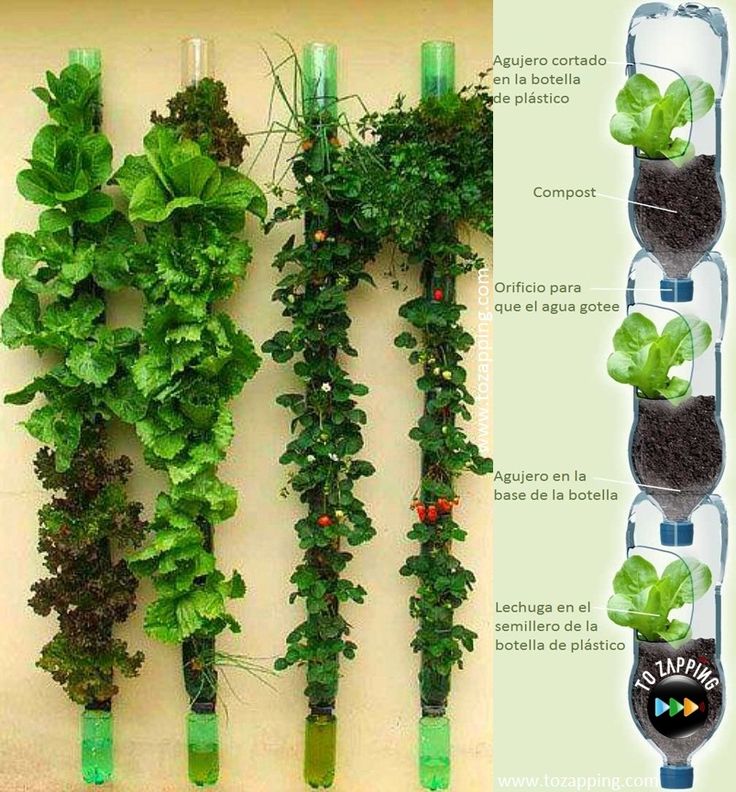 Agujero cortado
en la botella
de plástico
Compost
Orificio para
que el agua gotee
www.tozapping.com
Agujero en la
base de la botella
Lechuga en el
semillero de la
botella de plástico
TO ZAPPING
www.tozapping.com